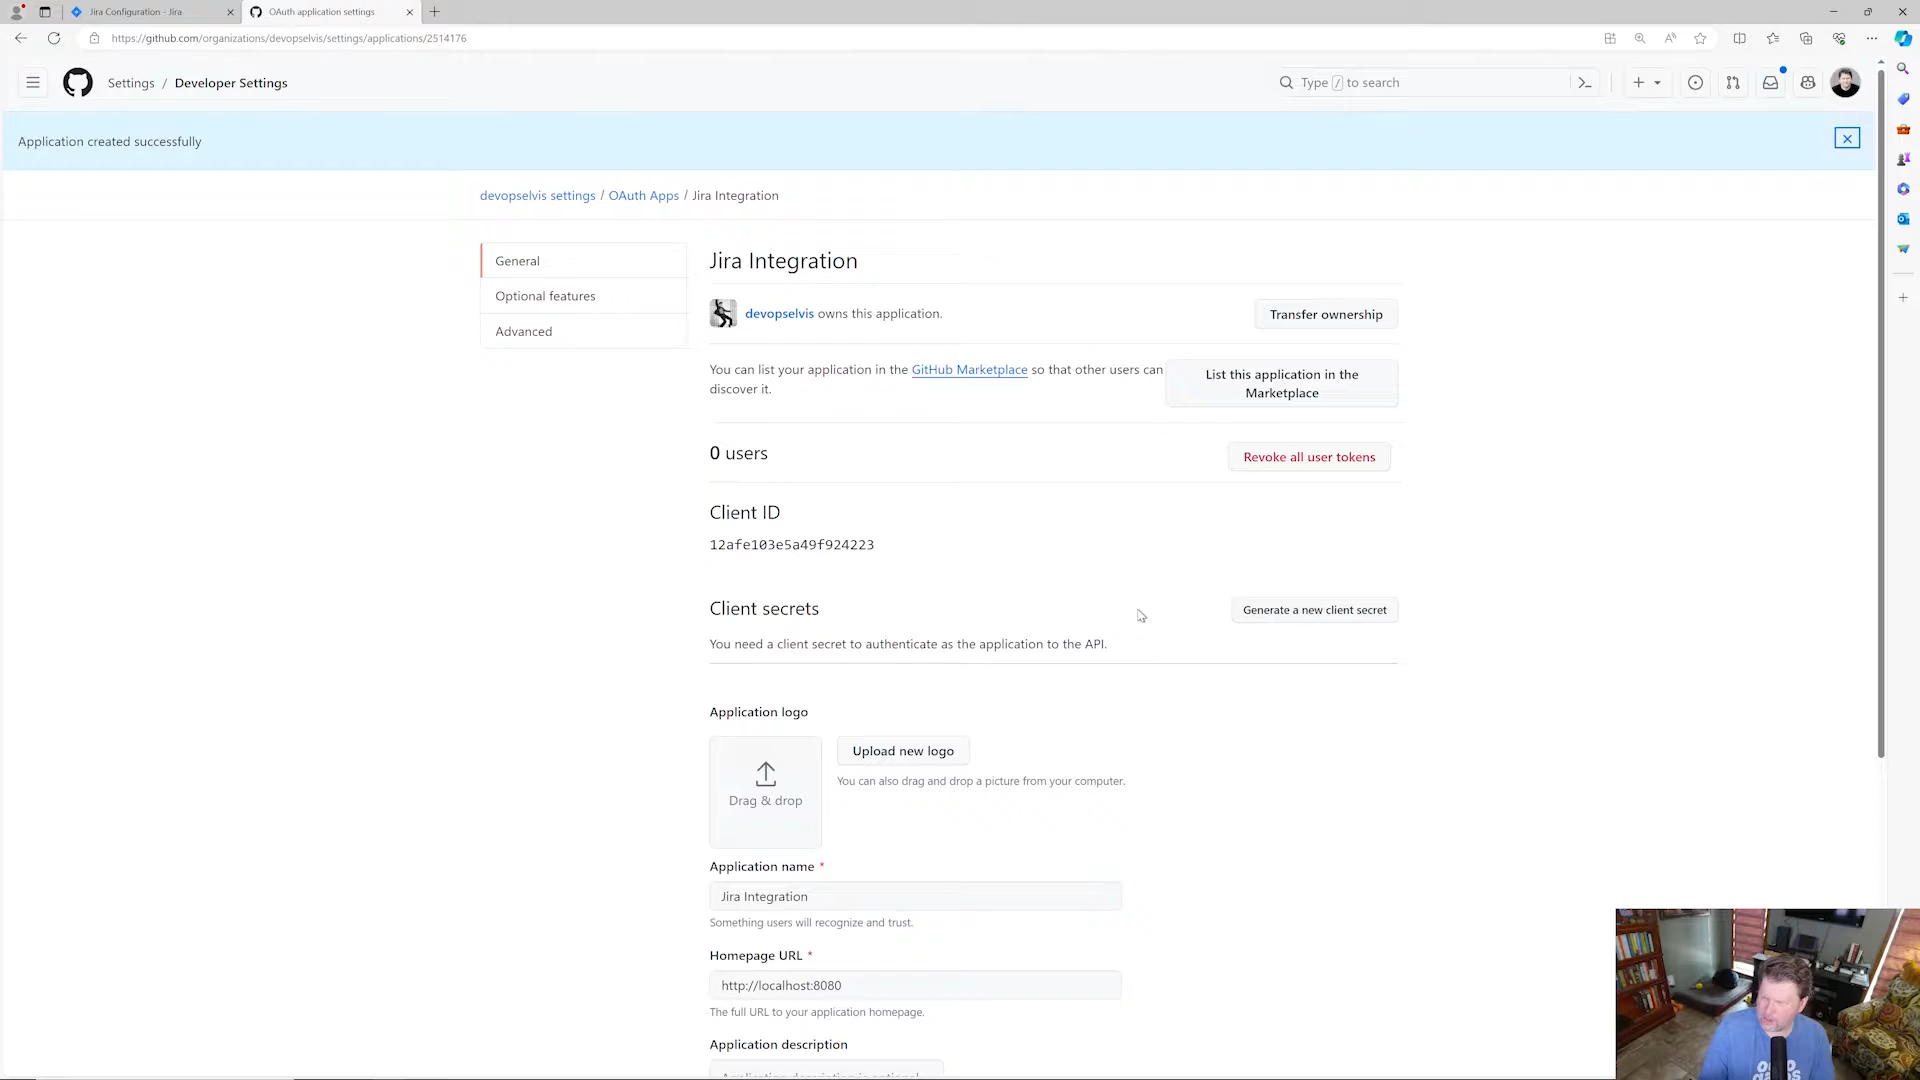 Jira Configuration - Jira
OAuth application settings
https://github.com/organizations/devopselvis/settings/applications/2514176
Settings / Developer Settings
Type / to search
Application created successfully
devopselvis settings / OAuth Apps / Jira Integration
General
Optional features
Advanced
Jira Integration
devopselvis owns this application.
Transfer ownership
You can list your application in the GitHub Marketplace so that other users can
discover it.
List this application in the
Marketplace
0 users
Revoke all user tokens
Client ID
12afe103e5a49f924223
Client secrets
Generate a new client secret
You need a client secret to authenticate as the application to the API.
Application logo
Drag & drop
Upload new logo
You can also drag and drop a picture from your computer.
Application name *
Jira Integration
Something users will recognize and trust.
Homepage URL *
http://localhost:8080
The full URL to your application homepage.
Application description
Application description is optional